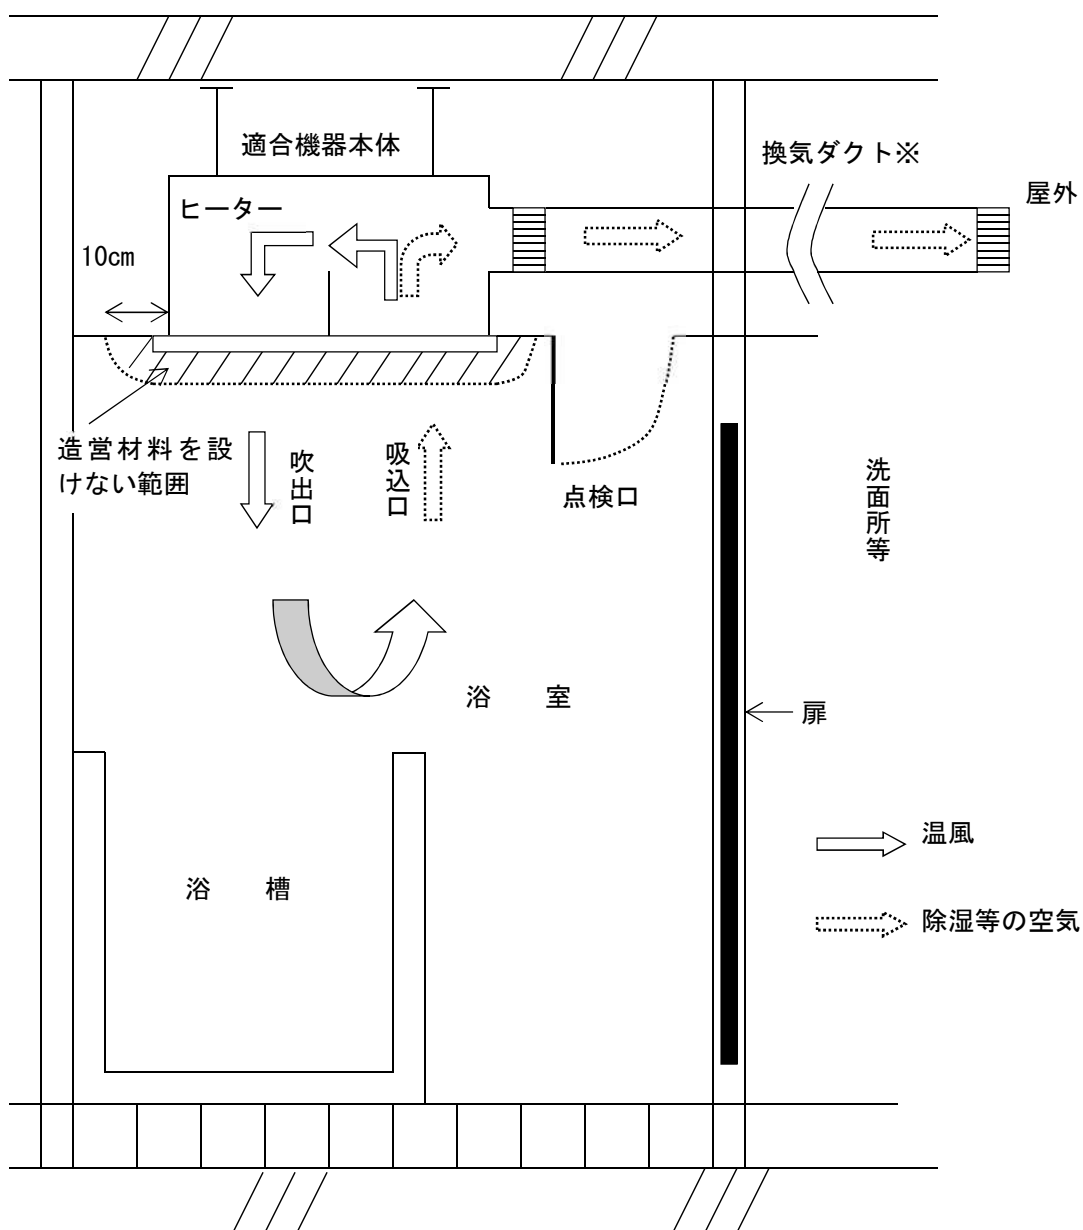 適合機器本体
換気ダクト※
屋外
ヒーター
10cm
造営材料を設
けない範囲
吹出口
吸込口
点検口
洗面所等
浴 室
扉
温風
浴 槽
除湿等の空気